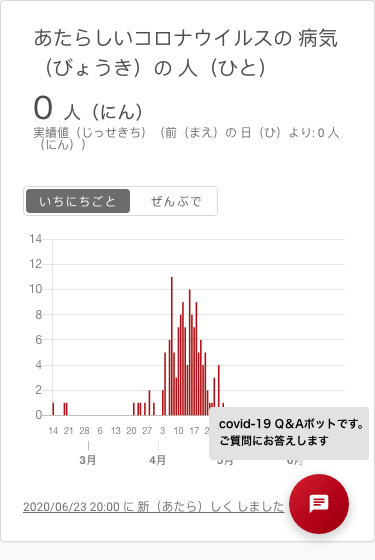 あたらしいコロナウイルスの 病気
（びょうき）の 人（ひと）
0 人（にん）
実績値（じっせきち）（前（まえ）の 日（ひ）より: 0 人
（にん））
いちにちごと ぜんぶで
14
12
10
8
6
4
2
0
14 21 28 6 13 20 27 3 10 17
3月 4月 5月 6月
covid-19 Q&Aボットです。
ご質問にお答えします
2020/06/23 20:00 に 新（あたら）しく しました